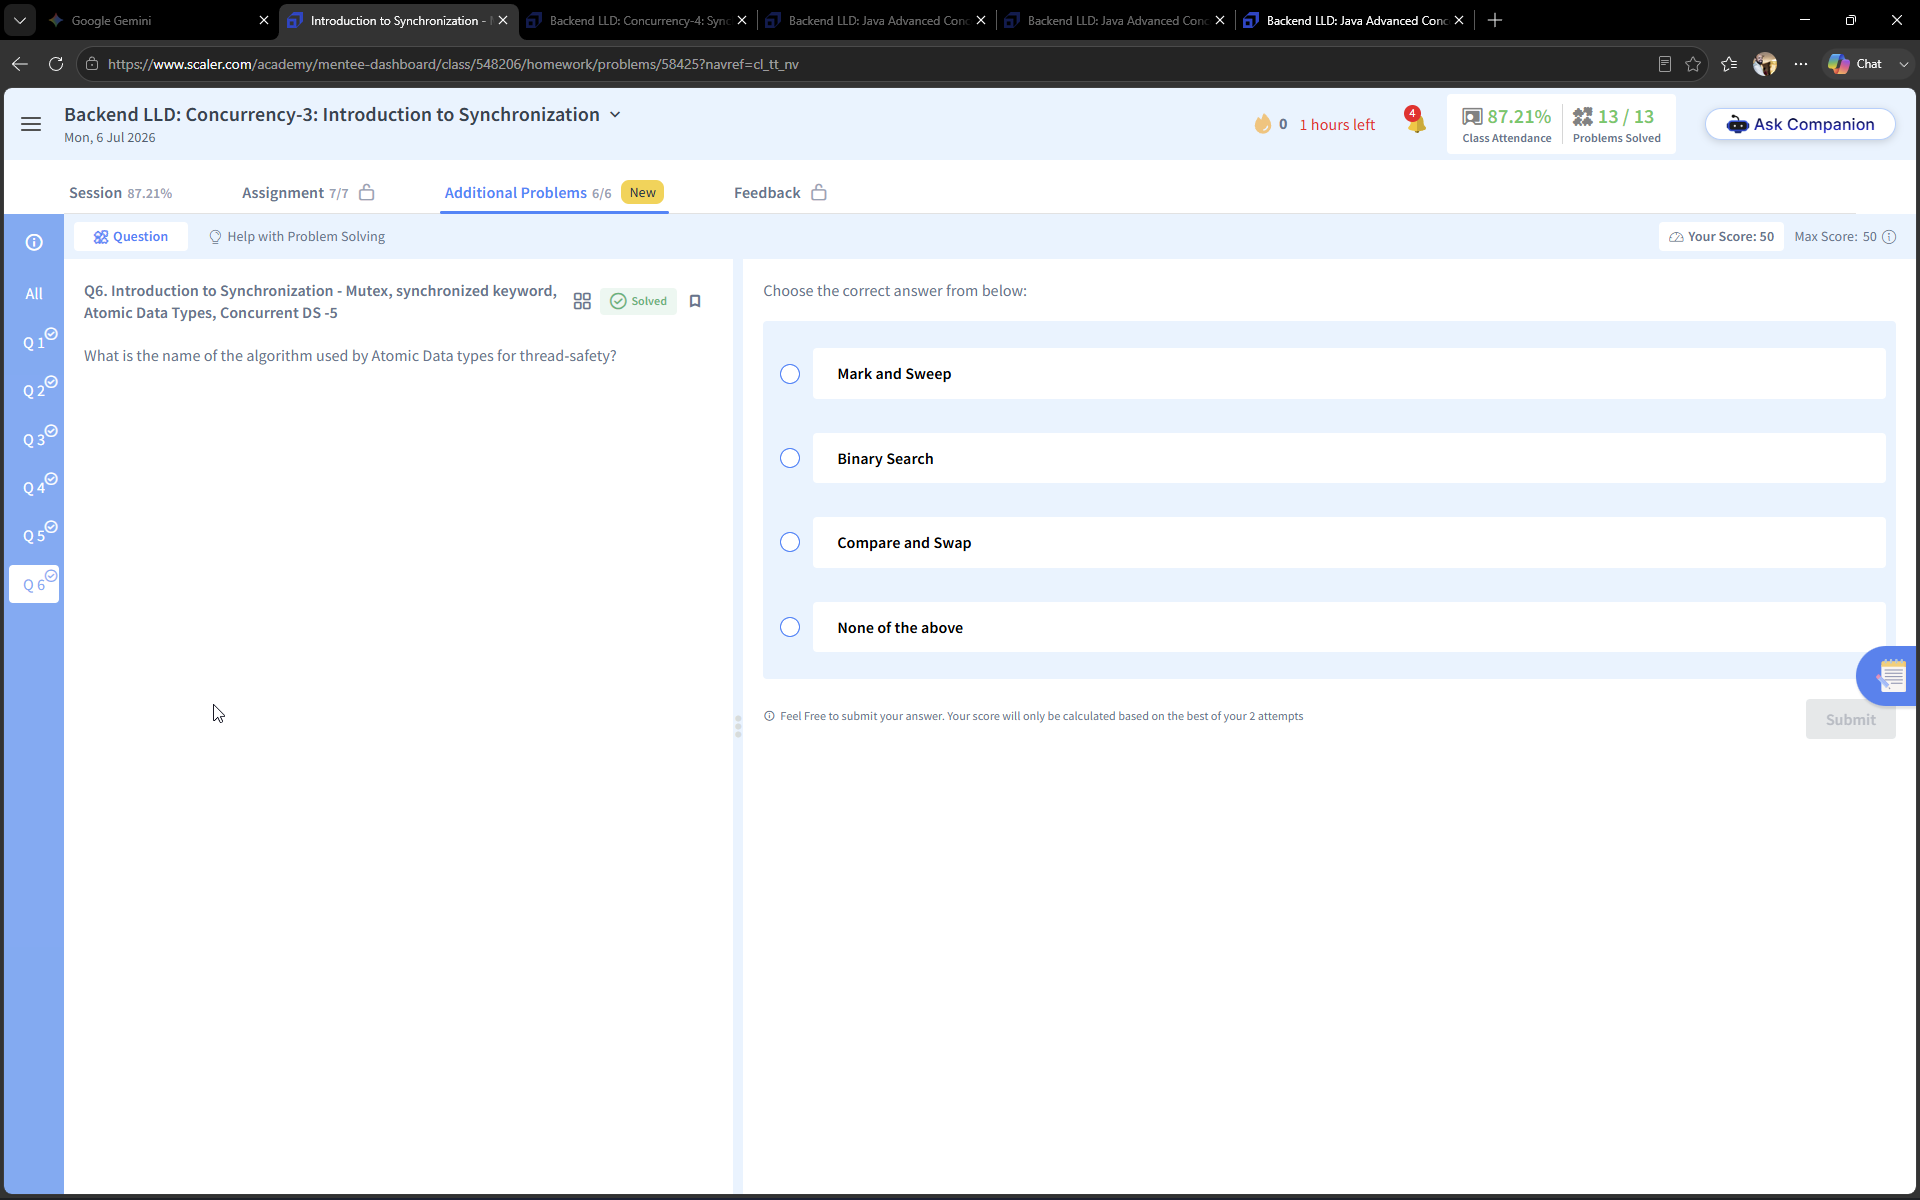 Google Gemini
Introduction to Synchronization -
Backend LLD: Concurrency-4: Sync
Backend LLD: Java Advanced Conc
Backend LLD: Java Advanced Conc
Backend LLD: Java Advanced Conc
https://www.scaler.com/academy/mentee-dashboard/class/548206/homework/problems/58425?navref=cl_tt_nv
Chat
Backend LLD: Concurrency-3: Introduction to Synchronization
Mon, 6 Jul 2026
0
1 hours left
4
87.21%
Class Attendance
13 / 13
Problems Solved
Ask Companion
Session 87.21%
Assignment 7/7
Additional Problems 6/6
New
Feedback
Question
Help with Problem Solving
Your Score: 50
Max Score: 50
All
Q 1
Q 2
Q 3
Q 4
Q 5
Q 6
Q6. Introduction to Synchronization - Mutex, synchronized keyword,
Atomic Data Types, Concurrent DS -5
Solved
What is the name of the algorithm used by Atomic Data types for thread-safety?
Choose the correct answer from below:
Mark and Sweep
Binary Search
Compare and Swap
None of the above
Feel Free to submit your answer. Your score will only be calculated based on the best of your 2 attempts
Submit